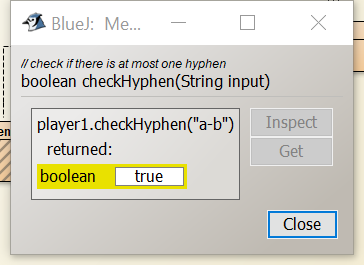 BlueJ: Me...
// check if there is at most one hyphen
boolean checkHyphen(String input)
player1.checkHyphen("a-b")
returned:
boolean true
Inspect
Get
Close